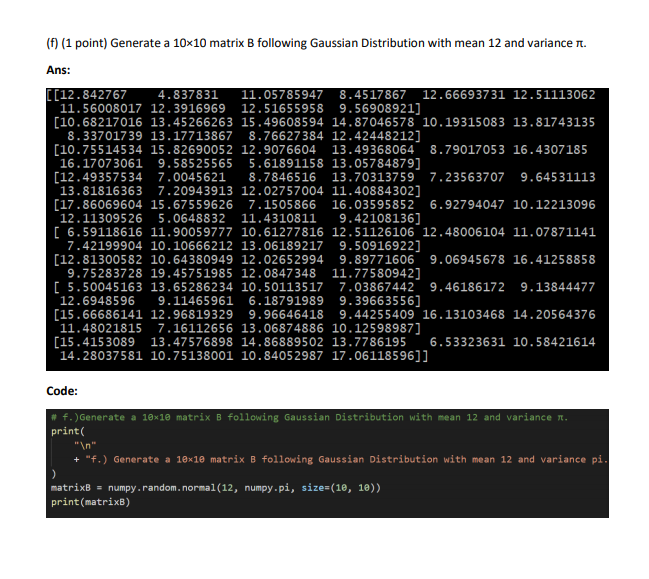 (f) (1 point) Generate a 10×10 matrix B following Gaussian Distribution with mean 12 and variance π.
Ans:
[[12.842767 4.837831 11.05785947 8.4517867 12.66693731 12.51113062
11.56008017 12.3916969 12.51655958 9.56908921]
[10.68217016 13.45266263 15.49608594 14.87046578 10.19315083 13.81743135
8.33701739 13.17713867 8.76627384 12.42448212]
[10.75514534 15.82690052 12.9076604 13.49368064 8.79017053 16.4307185
16.17073061 9.58525565 5.61891158 13.05784879]
[12.49357534 7.0045621 8.7846516 13.70313759 7.23563707 9.64531113
13.81816363 7.20943913 12.02757004 11.40884302]
[17.86069604 15.67559626 7.1505866 16.03595852 6.92794047 10.12213096
12.11309526 5.0648832 11.4310811 9.42108136]
[ 6.59118616 11.90059777 10.61277816 12.51126106 12.48006104 11.07871141
7.42199904 10.10666212 13.06189217 9.50916922]
[12.81300582 10.64380949 12.02652994 9.89771606 9.06945678 16.41258858
9.75283728 19.45751985 12.0847348 11.77580942]
[ 5.50045163 13.65286234 10.50113517 7.03867442 9.46186172 9.13844477
12.6948596 9.11465961 6.18791989 9.39663556]
[15.66686141 12.96819329 9.96646418 9.44255409 16.13103468 14.20564376
11.48021815 7.16112656 13.06874886 10.12598987]
[15.4153089 13.47576898 14.86889502 13.7786195 6.53323631 10.58421614
14.28037581 10.75138001 10.84052987 17.06118596]]
Code:
# f.)Generate a 10×10 matrix B following Gaussian Distribution with mean 12 and variance π.
print(
"\n"
+ "f.) Generate a 10×10 matrix B following Gaussian Distribution with mean 12 and variance pi.
)
matrixB = numpy.random.normal(12, numpy.pi, size=(10, 10))
print(matrixB)